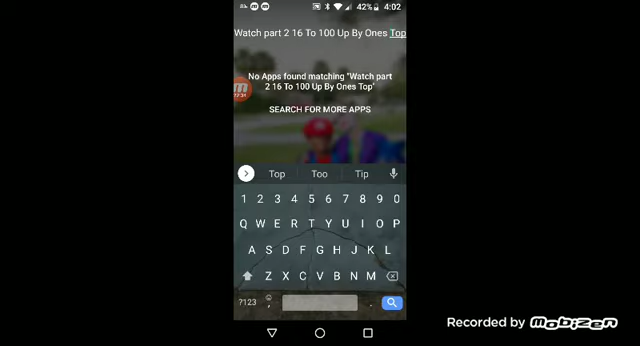 42% 4:02
Watch part 2 16 To 100 Up By Ones Top
No Apps found matching "Watch part
2 16 To 100 Up By Ones Top"
SEARCH FOR MORE APPS
Top Too Tip
1 2 3 4 5 6 7 8 9 0
Q W E R T Y U I O P
A S D F G H J K L
Z X C V B N M
?123 , .
Recorded by mobizen